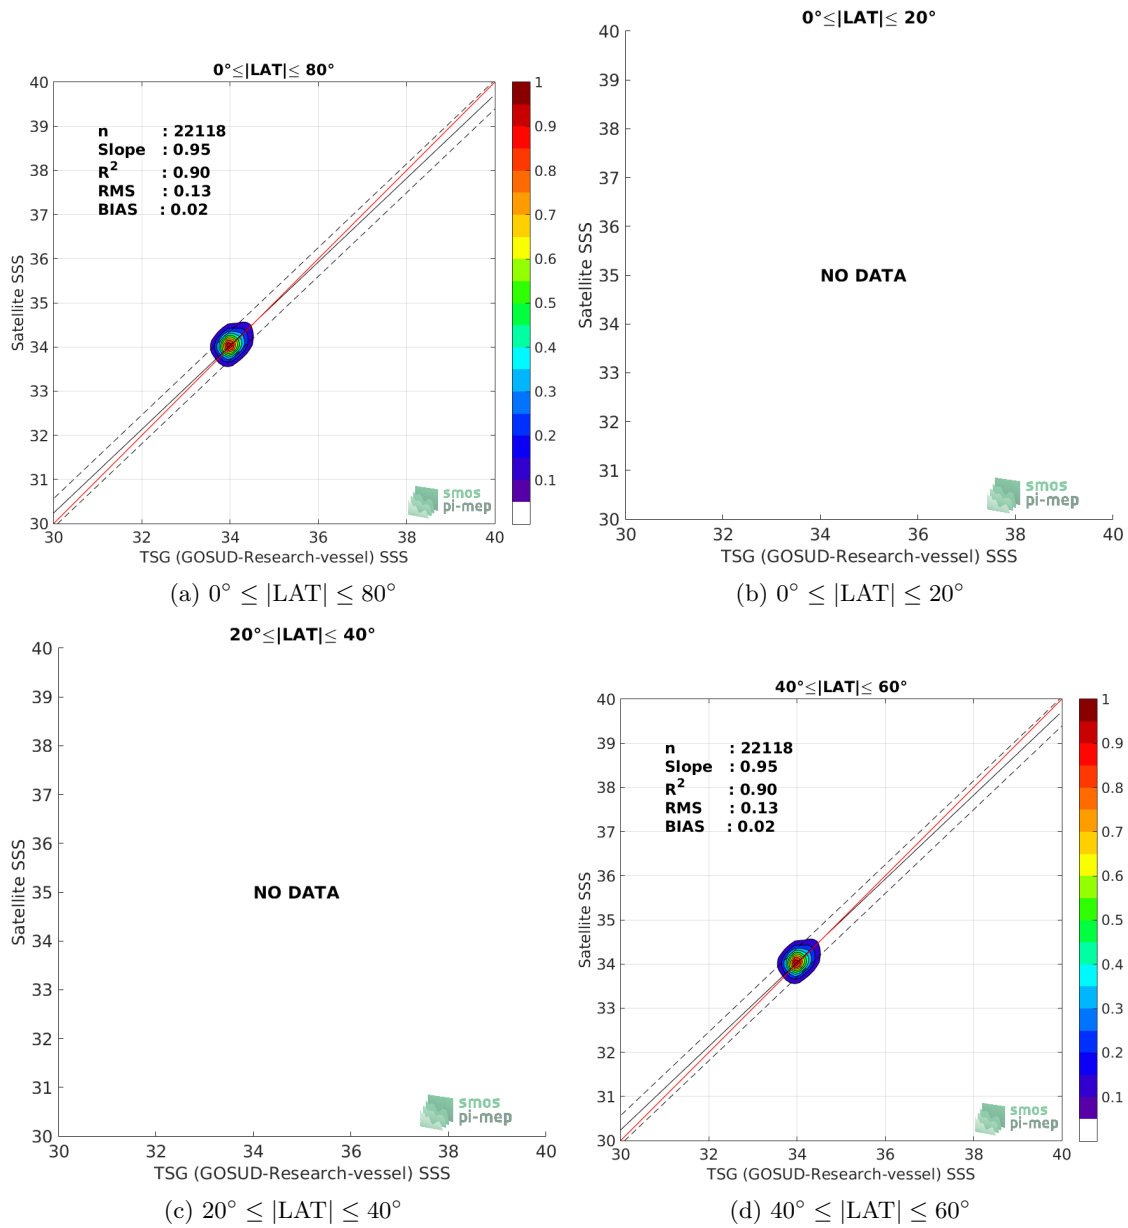 0°≤|LAT|≤ 80°
40
39
38
37
36
35
34
33
32
31
30
Satellite SSS
n : 22118
Slope : 0.95
R2 : 0.90
RMS : 0.13
BIAS : 0.02
smos
pi-mep
30 32 34 36 38 40
TSG (GOSUD-Research-vessel) SSS
1
0.9
0.8
0.7
0.6
0.5
0.4
0.3
0.2
0.1
(a) 0° ≤ |LAT| ≤ 80°
0°≤|LAT|≤ 20°
40
39
38
37
36
35
34
33
32
31
30
Satellite SSS
NO DATA
smos
pi-mep
30 32 34 36 38 40
TSG (GOSUD-Research-vessel) SSS
(b) 0° ≤ |LAT| ≤ 20°
20°≤|LAT|≤ 40°
40
39
38
37
36
35
34
33
32
31
30
Satellite SSS
NO DATA
smos
pi-mep
30 32 34 36 38 40
TSG (GOSUD-Research-vessel) SSS
(c) 20° ≤ |LAT| ≤ 40°
40°≤|LAT|≤ 60°
40
39
38
37
36
35
34
33
32
31
30
Satellite SSS
n : 22118
Slope : 0.95
R2 : 0.90
RMS : 0.13
BIAS : 0.02
smos
pi-mep
30 32 34 36 38 40
TSG (GOSUD-Research-vessel) SSS
1
0.9
0.8
0.7
0.6
0.5
0.4
0.3
0.2
0.1
(d) 40° ≤ |LAT| ≤ 60°